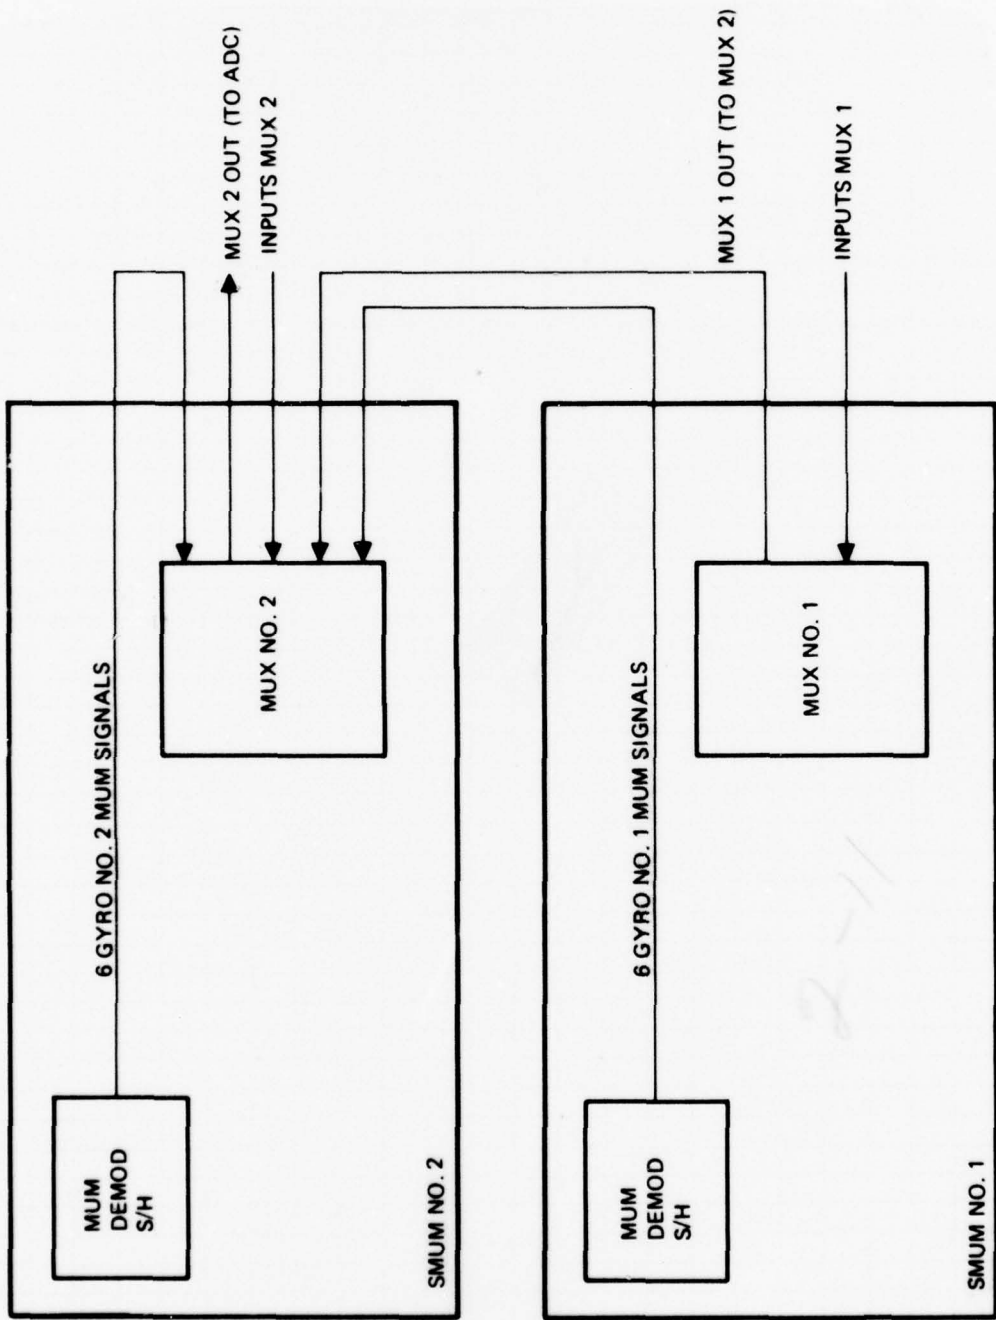 MUM
DEMOD
S/H
6 GYRO NO. 2 MUM SIGNALS
MUX NO. 2
MUX 2 OUT (TO ADC)
INPUTS MUX 2
SMUM NO. 2
MUM
DEMOD
S/H
6 GYRO NO. 1 MUM SIGNALS
MUX NO. 1
MUX 1 OUT (TO MUX 2)
INPUTS MUX 1
SMUM NO. 1
2-11